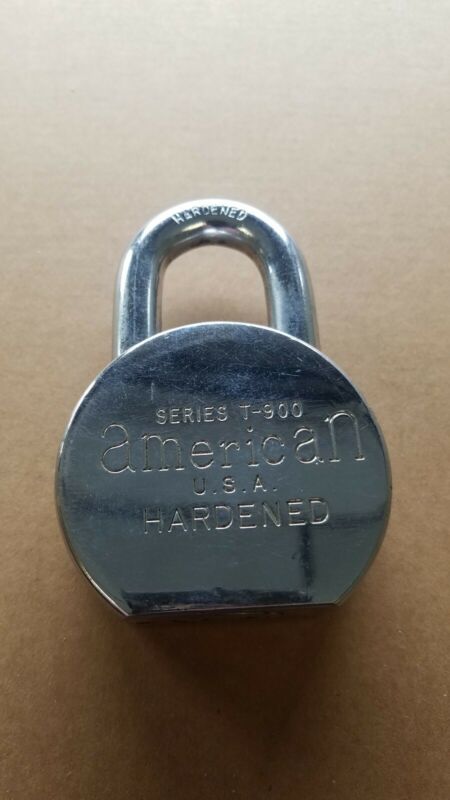 HARDENED
SERIES T-900
american
U.S.A.
HARDENED